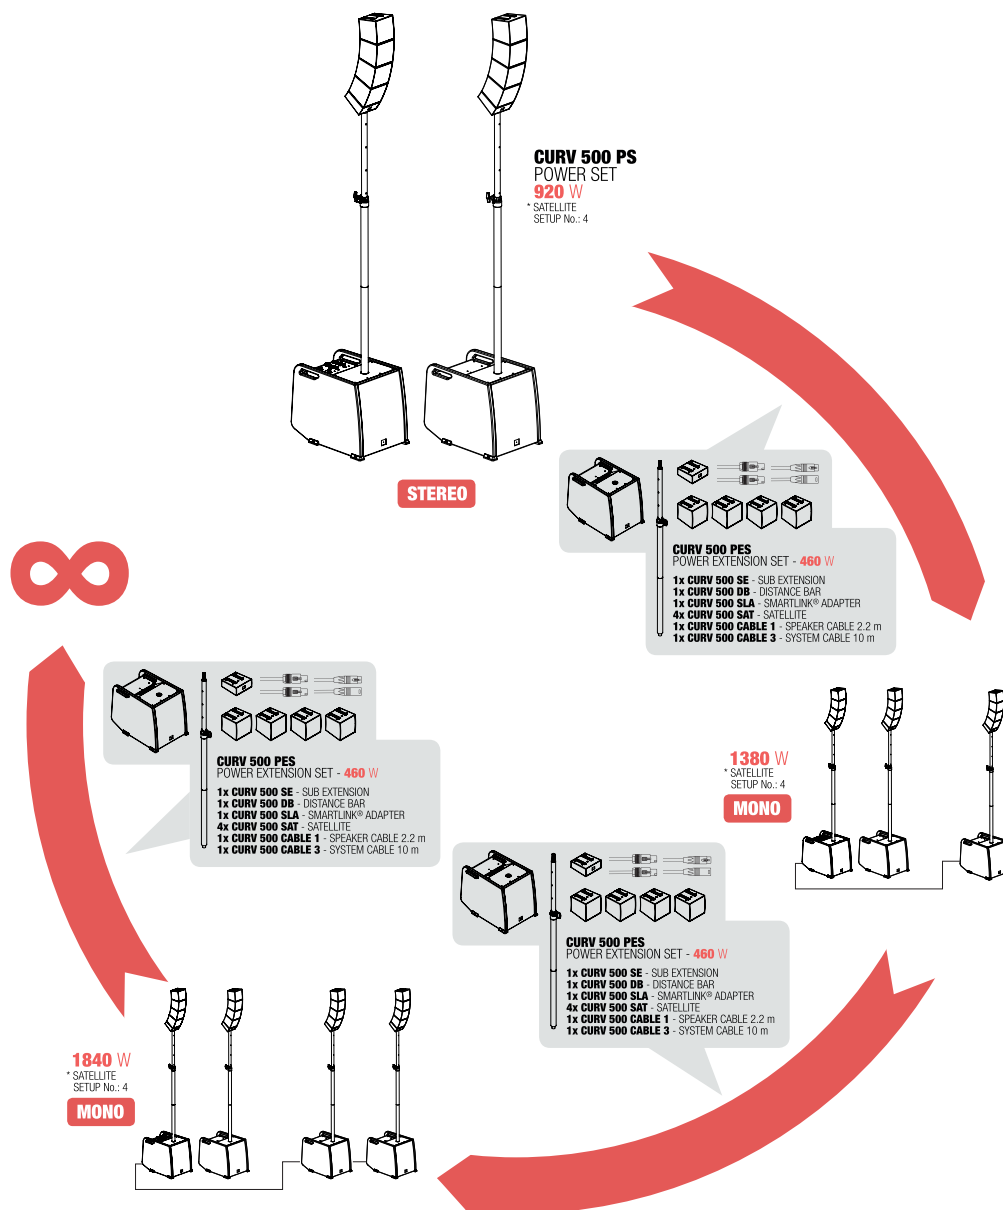 CURV 500 PS
POWER SET
920 W
* SATELLITE
SETUP No.: 4
STEREO
CURV 500 PES
POWER EXTENSION SET - 460 W
1x CURV 500 SE - SUB EXTENSION
1x CURV 500 DB - DISTANCE BAR
1x CURV 500 SLA - SMARTLINK® ADAPTER
4x CURV 500 SAT - SATELLITE
1x CURV 500 CABLE 1 - SPEAKER CABLE 2.2 m
1x CURV 500 CABLE 3 - SYSTEM CABLE 10 m
1380 W
* SATELLITE
SETUP No.: 4
MONO
CURV 500 PES
POWER EXTENSION SET - 460 W
1x CURV 500 SE - SUB EXTENSION
1x CURV 500 DB - DISTANCE BAR
1x CURV 500 SLA - SMARTLINK® ADAPTER
4x CURV 500 SAT - SATELLITE
1x CURV 500 CABLE 1 - SPEAKER CABLE 2.2 m
1x CURV 500 CABLE 3 - SYSTEM CABLE 10 m
1840 W
* SATELLITE
SETUP No.: 4
MONO
CURV 500 PES
POWER EXTENSION SET - 460 W
1x CURV 500 SE - SUB EXTENSION
1x CURV 500 DB - DISTANCE BAR
1x CURV 500 SLA - SMARTLINK® ADAPTER
4x CURV 500 SAT - SATELLITE
1x CURV 500 CABLE 1 - SPEAKER CABLE 2.2 m
1x CURV 500 CABLE 3 - SYSTEM CABLE 10 m
∞